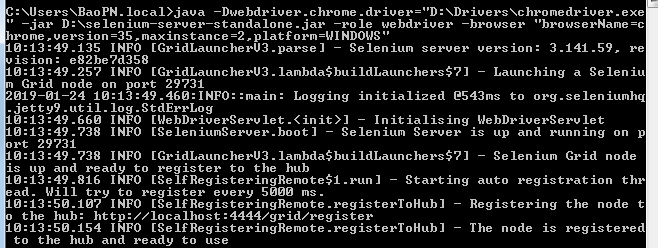 C:\Users\BaoPN.local>java -Dwebdriver.chrome.driver="D:\Drivers\chromedriver.exe
" -jar D:\selenium-server-standalone.jar -role webdriver -browser "browserName=c
hrome,version=35,maxinstance=2,platform=WINDOWS"
10:13:49.135 INFO [GridLauncherV3.parse] - Selenium server version: 3.141.59, re
vision: e82be7d358
10:13:49.257 INFO [GridLauncherV3.lambda$buildLaunchers$7] - Launching a Seleniu
m Grid node on port 29731
2019-01-24 10:13:49.460:INFO::main: Logging initialized @543ms to org.seleniumhq
.jetty9.util.log.StdErrLog
10:13:49.660 INFO [WebDriverServlet.<init>] - Initialising WebDriverServlet
10:13:49.738 INFO [SeleniumServer.boot] - Selenium Server is up and running on p
ort 29731
10:13:49.738 INFO [GridLauncherV3.lambda$buildLaunchers$7] - Selenium Grid node
is up and ready to register to the hub
10:13:49.816 INFO [SelfRegisteringRemote$1.run] - Starting auto registration thr
ead. Will try to register every 5000 ms.
10:13:50.107 INFO [SelfRegisteringRemote.registerToHub] - Registering the node t
o the hub: http://localhost:4444/grid/register
10:13:50.154 INFO [SelfRegisteringRemote.registerToHub] - The node is registered
 to the hub and ready to use